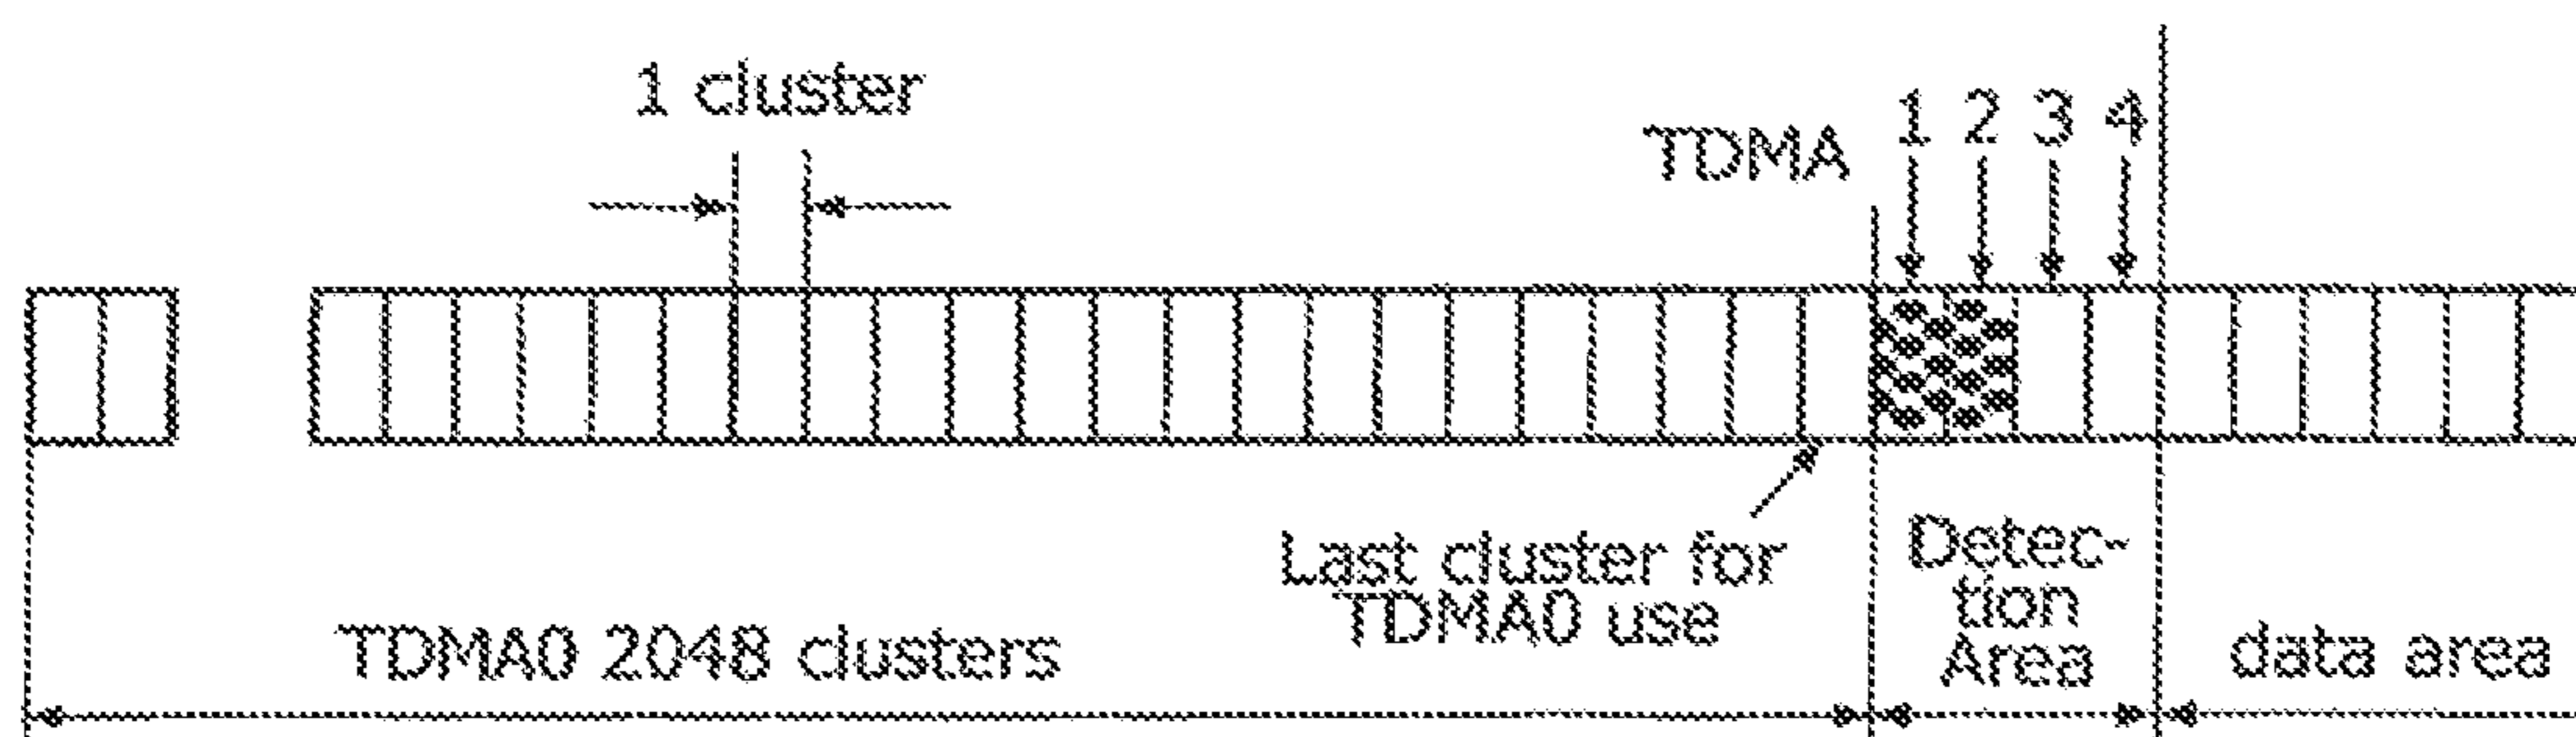 1 cluster
TDMA 1 2 3 4
Last cluster for
TDMA0 use
Detec-
tion
Area
TDMA0 2048 clusters
data area